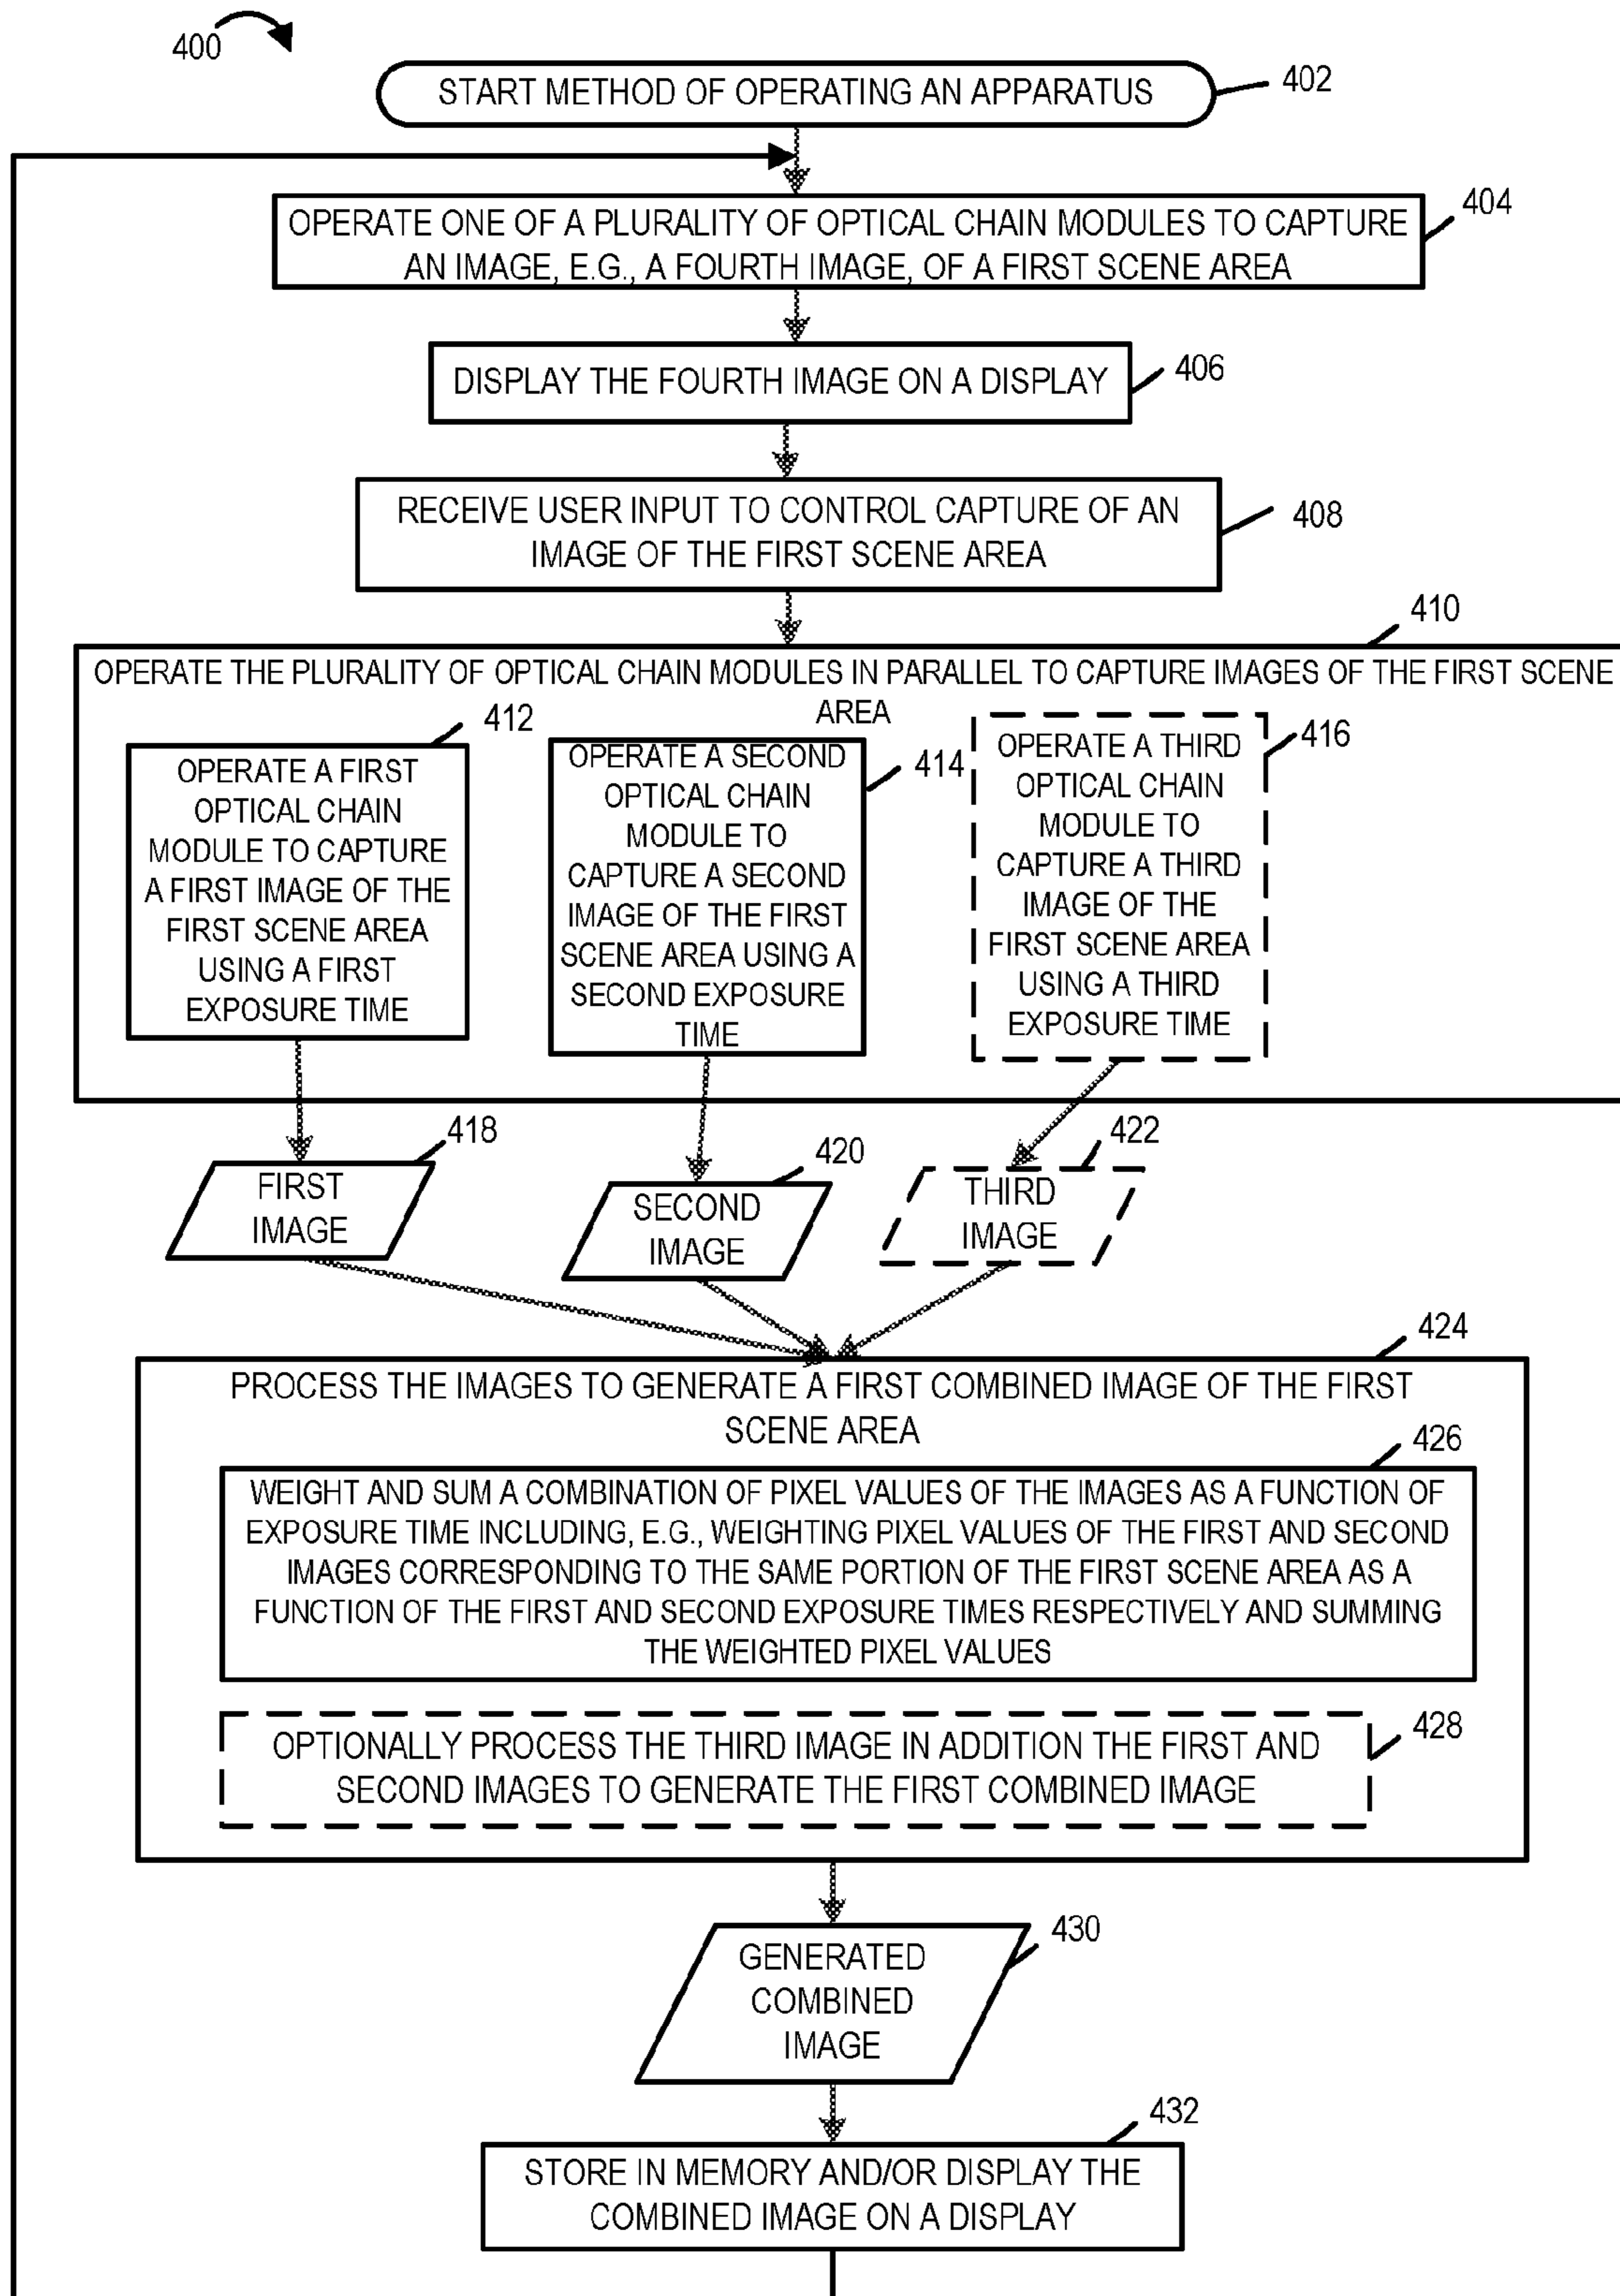 400
START METHOD OF OPERATING AN APPARATUS
402
OPERATE ONE OF A PLURALITY OF OPTICAL CHAIN MODULES TO CAPTURE
AN IMAGE, E.G., A FOURTH IMAGE, OF A FIRST SCENE AREA
404
DISPLAY THE FOURTH IMAGE ON A DISPLAY
406
RECEIVE USER INPUT TO CONTROL CAPTURE OF AN
IMAGE OF THE FIRST SCENE AREA
408
410
OPERATE THE PLURALITY OF OPTICAL CHAIN MODULES IN PARALLEL TO CAPTURE IMAGES OF THE FIRST SCENE
AREA
412
OPERATE A FIRST
OPTICAL CHAIN
MODULE TO CAPTURE
A FIRST IMAGE OF THE
FIRST SCENE AREA
USING A FIRST
EXPOSURE TIME
414
OPERATE A SECOND
OPTICAL CHAIN
MODULE TO
CAPTURE A SECOND
IMAGE OF THE FIRST
SCENE AREA USING A
SECOND EXPOSURE
TIME
416
OPERATE A THIRD
OPTICAL CHAIN
MODULE TO
CAPTURE A THIRD
IMAGE OF THE
FIRST SCENE AREA
USING A THIRD
EXPOSURE TIME
418
FIRST
IMAGE
420
SECOND
IMAGE
422
THIRD
IMAGE
424
PROCESS THE IMAGES TO GENERATE A FIRST COMBINED IMAGE OF THE FIRST
SCENE AREA
426
WEIGHT AND SUM A COMBINATION OF PIXEL VALUES OF THE IMAGES AS A FUNCTION OF
EXPOSURE TIME INCLUDING, E.G., WEIGHTING PIXEL VALUES OF THE FIRST AND SECOND
IMAGES CORRESPONDING TO THE SAME PORTION OF THE FIRST SCENE AREA AS A
FUNCTION OF THE FIRST AND SECOND EXPOSURE TIMES RESPECTIVELY AND SUMMING
THE WEIGHTED PIXEL VALUES
428
OPTIONALLY PROCESS THE THIRD IMAGE IN ADDITION THE FIRST AND
SECOND IMAGES TO GENERATE THE FIRST COMBINED IMAGE
430
GENERATED
COMBINED
IMAGE
432
STORE IN MEMORY AND/OR DISPLAY THE
COMBINED IMAGE ON A DISPLAY